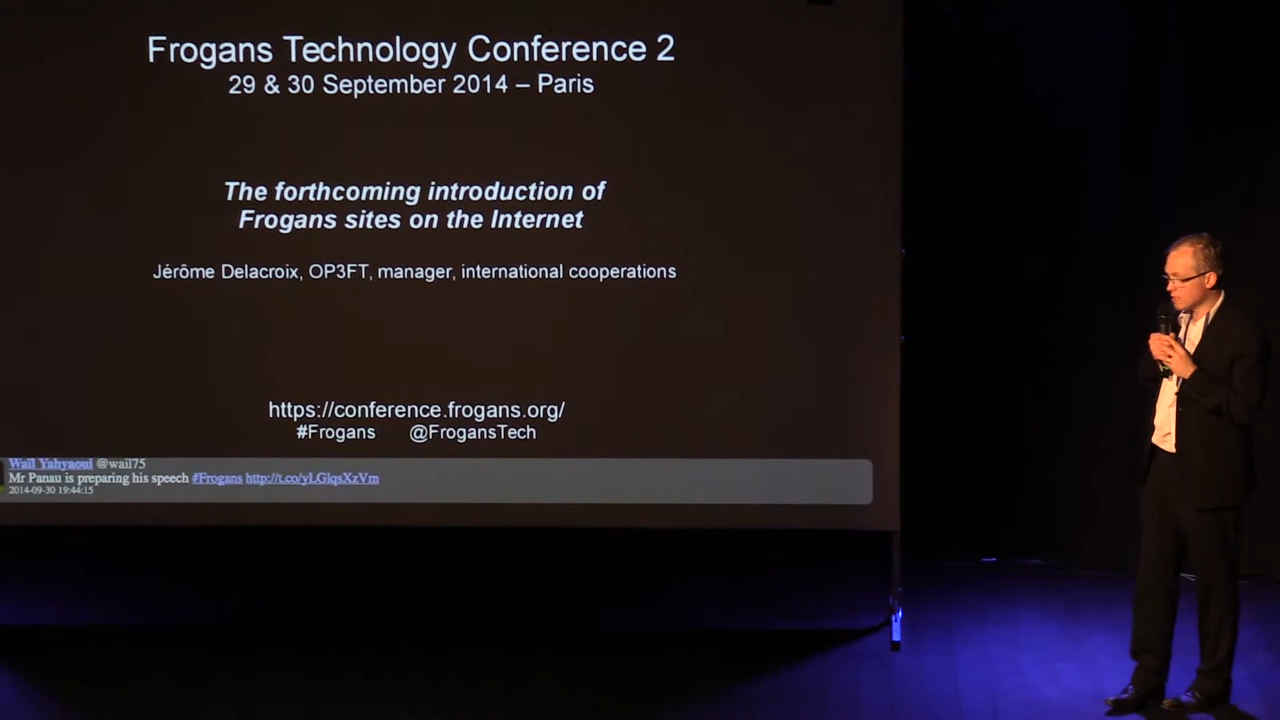 Frogans Technology Conference 2
29 & 30 September 2014 – Paris
The forthcoming introduction of
Frogans sites on the Internet
Jérôme Delacroix, OP3FT, manager, international cooperations
https://conference.frogans.org/
#Frogans @FrogansTech
Waïl Yahyaoui @wail75
Mr Panau is preparing his speech #Frogans http://t.co/yLGlqsXzVm
2014-09-30 19:44:15